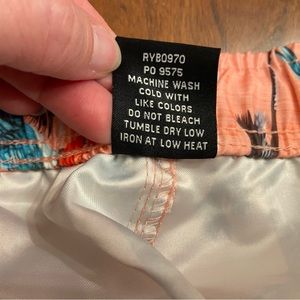 RYB0970
PO 9575
MACHINE WASH
COLD WITH
LIKE COLORS
DO NOT BLEACH
TUMBLE DRY LOW
IRON AT LOW HEAT